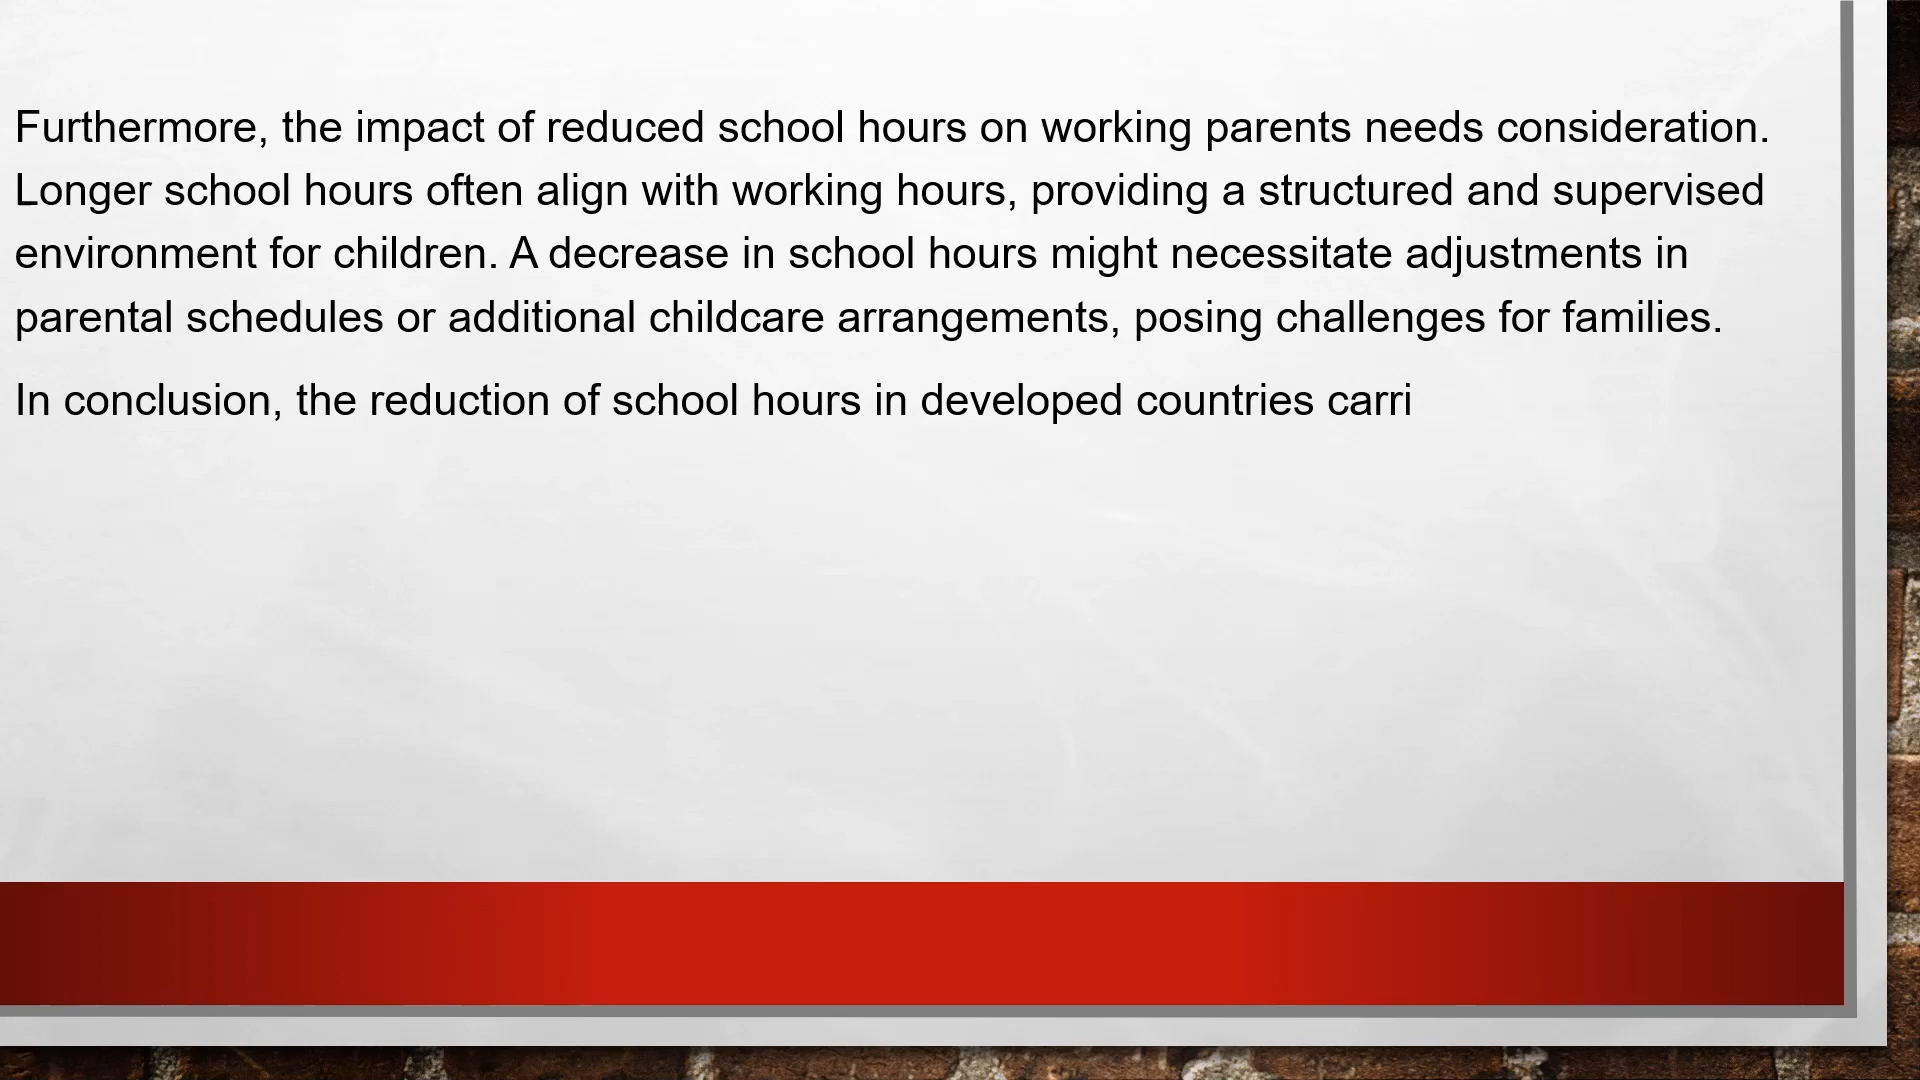 Furthermore, the impact of reduced school hours on working parents needs consideration.
Longer school hours often align with working hours, providing a structured and supervised
environment for children. A decrease in school hours might necessitate adjustments in
parental schedules or additional childcare arrangements, posing challenges for families.
In conclusion, the reduction of school hours in developed countries carri